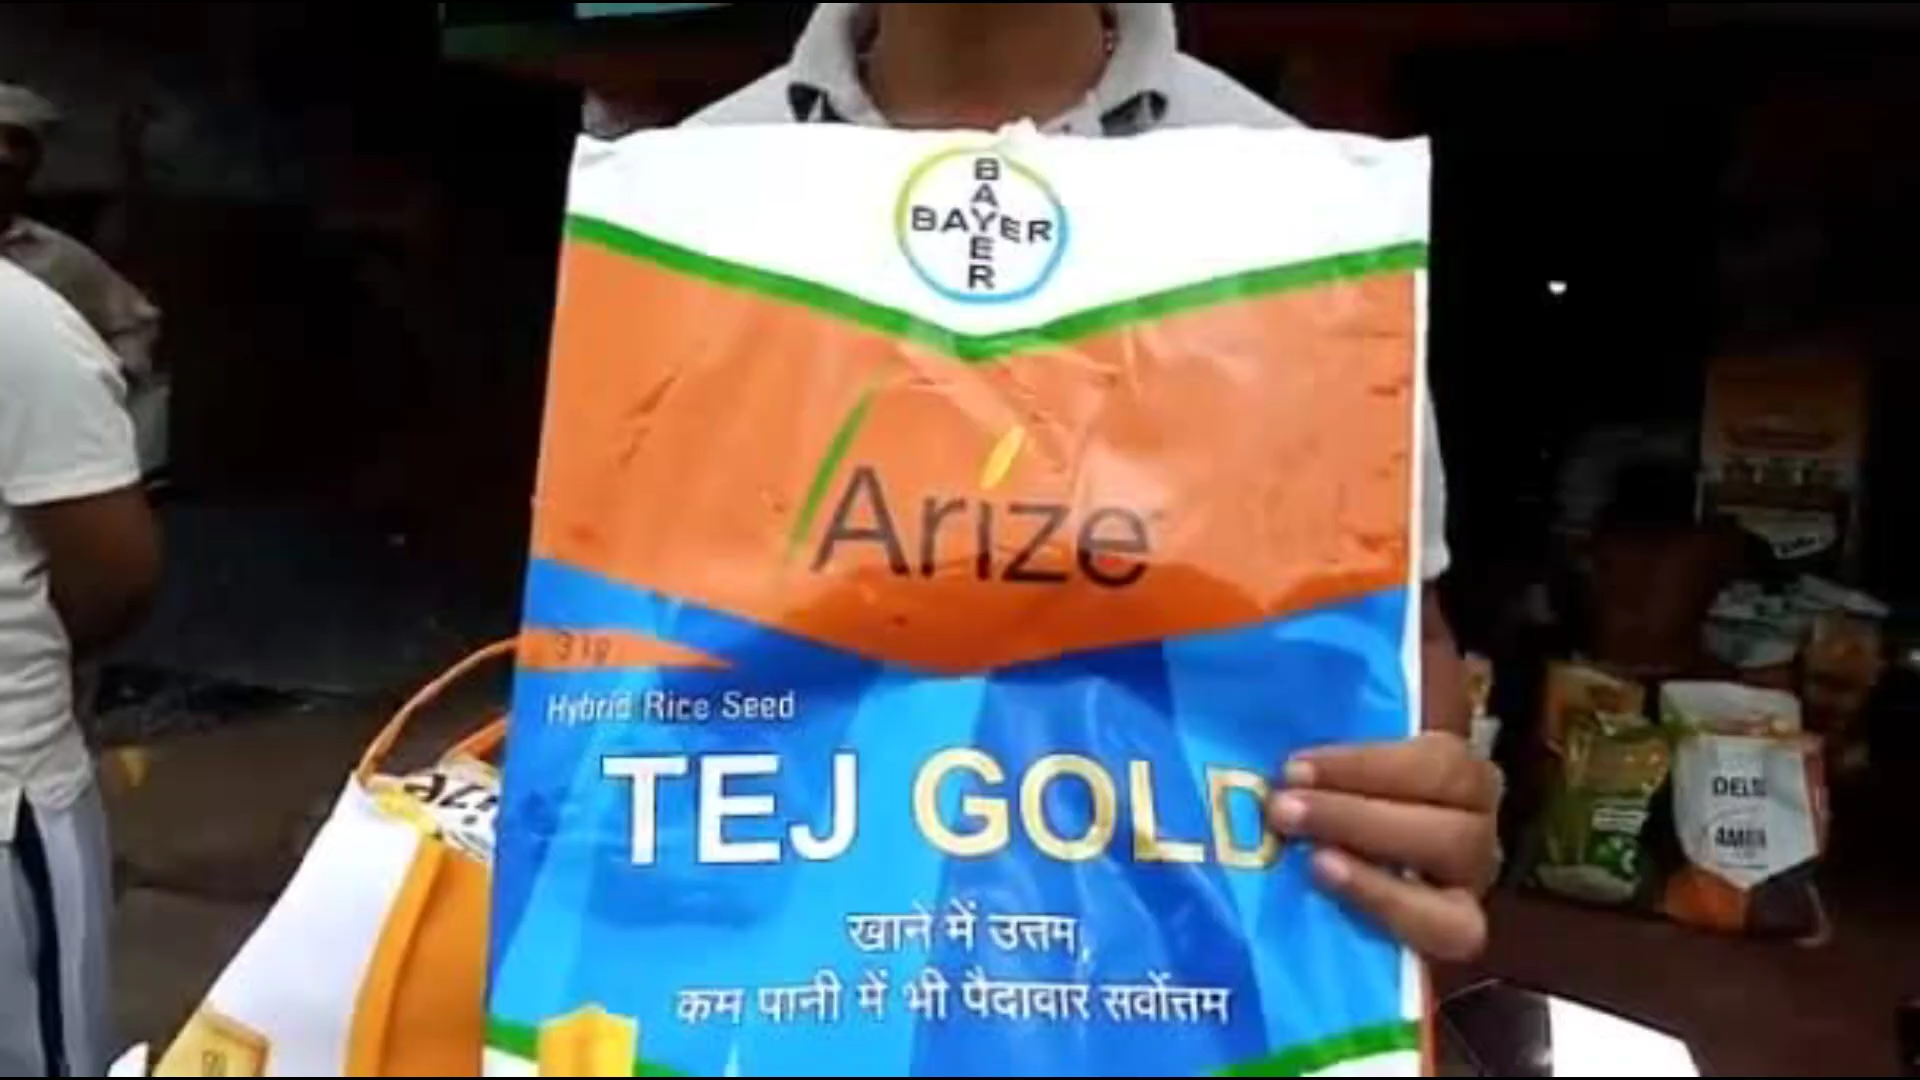 BAYER
BAYER
Arize
Hybrid Rice Seed
TEJ GOLD
खाने में उत्तम,
कम पानी में भी पैदावार सर्वोत्तम